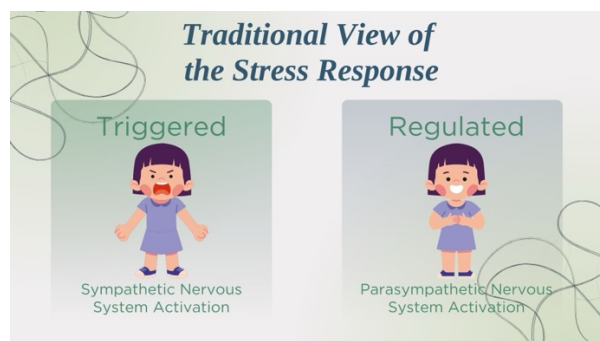 Traditional View of
the Stress Response
Triggered
Sympathetic Nervous
System Activation
Regulated
Parasympathetic Nervous
System Activation